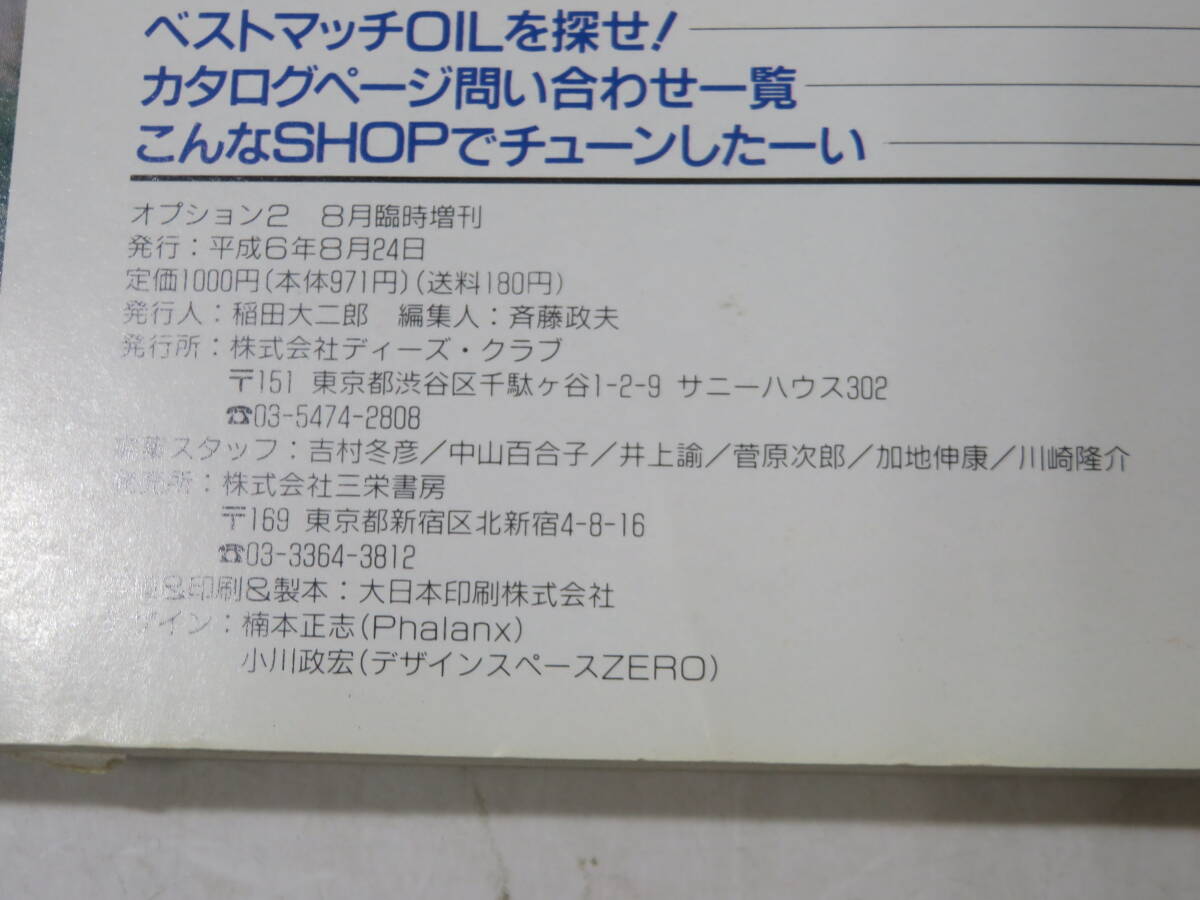 ベストマッチOILを探せ!
カタログページ問い合わせ一覧
こんなSHOPでチューンしたーい
オプション2 8月臨時増刊
発行:平成6年8月24日
定価1000円(本体971円)(送料180円)
発行人:稲田大二郎 編集人:斉藤政夫
発行所:株式会社ディーズ・クラブ
〒151 東京都渋谷区千駄ヶ谷1-2-9 サニーハウス302
☎03-5474-2808
スタッフ:吉村冬彦/中山百合子/井上諭/菅原次郎/加地伸康/川崎隆介
発売所:株式会社三栄書房
〒169 東京都新宿区北新宿4-8-16
☎03-3364-3812
&印刷&製本:大日本印刷株式会社
ザイン:楠本正志(Phalanx)
小川政宏(デザインスペースZERO)